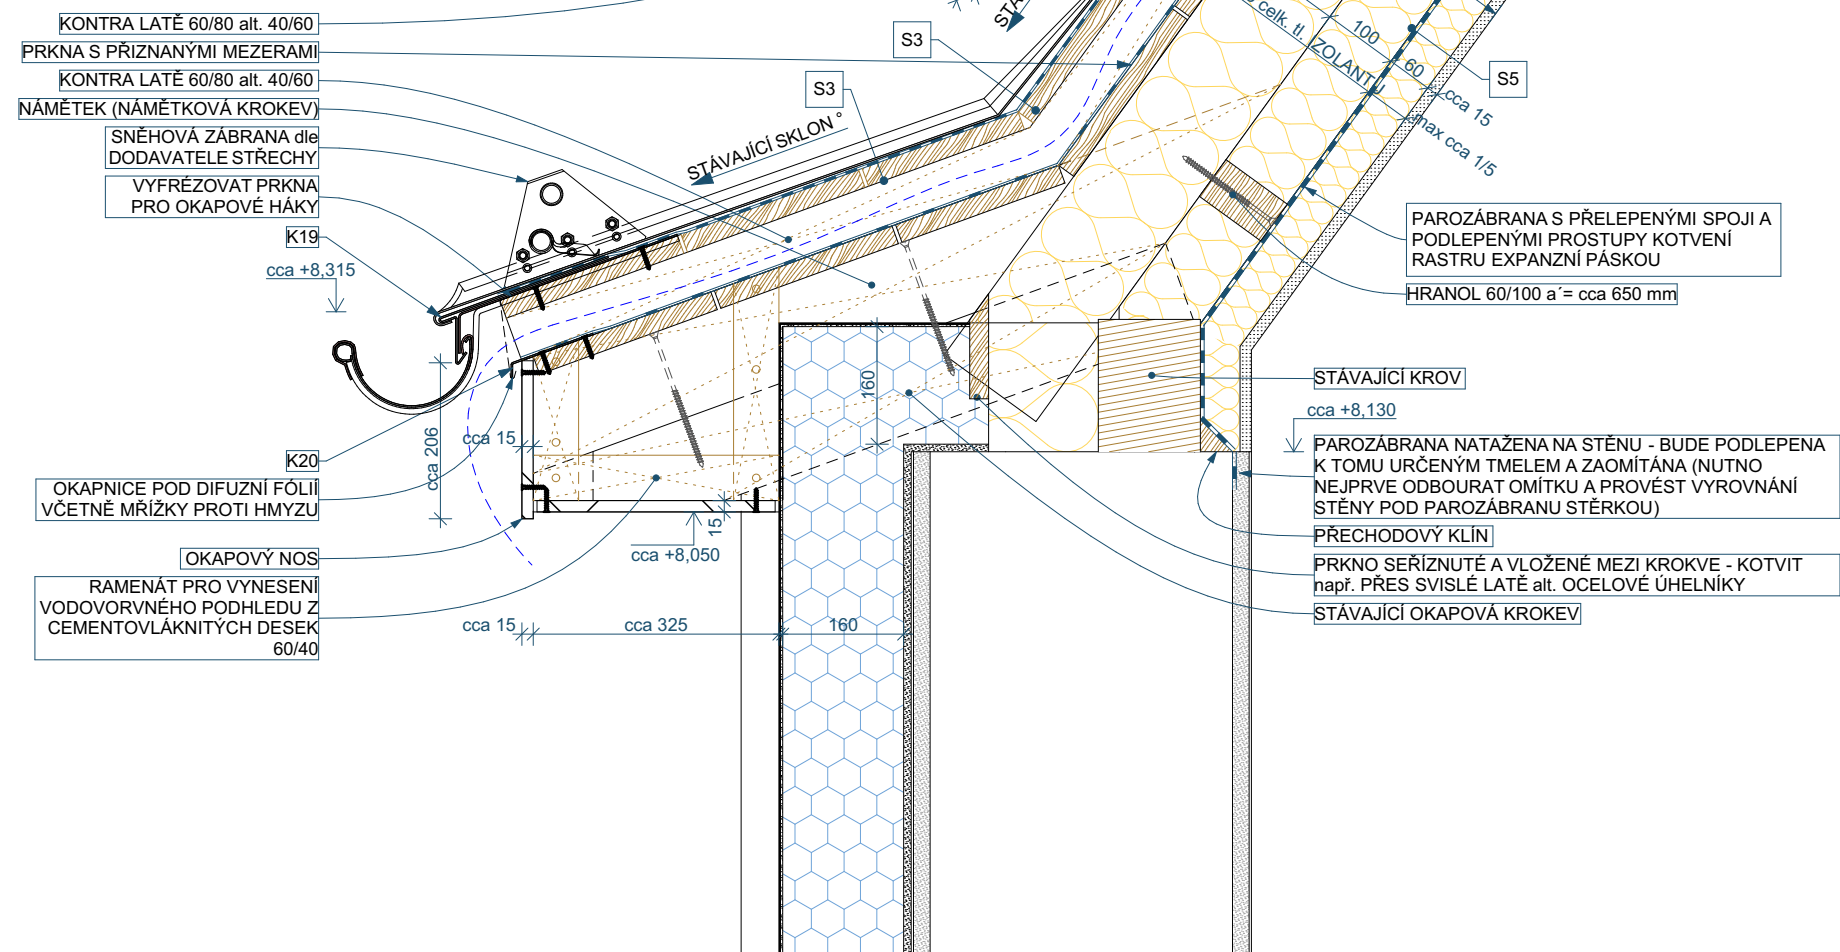 KONTRA LATĚ 60/80 alt. 40/60
PRKNA S PŘIZNANÝMI MEZERAMI
KONTRA LATĚ 60/80 alt. 40/60
NÁMĚTEK (NÁMĚTKOVÁ KROKEV)
SNĚHOVÁ ZÁBRANA dle
DODAVATELE STŘECHY
VYFRÉZOVAT PRKNA
PRO OKAPOVÉ HÁKY
K19
cca +8,315
K20
OKAPNICE POD DIFUZNÍ FÓLII
VČETNĚ MŘÍŽKY PROTI HMYZU
OKAPOVÝ NOS
RAMENÁT PRO VYNESENÍ
VODOVORVNÉHO PODHLEDU Z
CEMENTOVLÁKNITÝCH DESEK
60/40
cca 206
cca 15
cca 15
cca 325
160
15
cca +8,050
160
STÁVAJÍCÍ SKLON °
S3
S3
celk. tl. IZOLANTU
100
60
cca 15
max cca 1/5
S5
PAROZÁBRANA S PŘELEPENÝMI SPOJI A
PODLEPENÝMI PROSTUPY KOTVENÍ
RASTRU EXPANZNÍ PÁSKOU
HRANOL 60/100 a´= cca 650 mm
STÁVAJÍCÍ KROV
cca +8,130
PAROZÁBRANA NATAŽENA NA STĚNU - BUDE PODLEPENA
K TOMU URČENÝM TMELEM A ZAOMÍTÁNA (NUTNO
NEJPRVE ODBOURAT OMÍTKU A PROVÉST VYROVNÁNÍ
STĚNY POD PAROZÁBRANU STĚRKOU)
PŘECHODOVÝ KLÍN
PRKNO SEŘÍZNUTÉ A VLOŽENÉ MEZI KROKVE - KOTVIT
např. PŘES SVISLÉ LATĚ alt. OCELOVÉ ÚHELNÍKY
STÁVAJÍCÍ OKAPOVÁ KROKEV